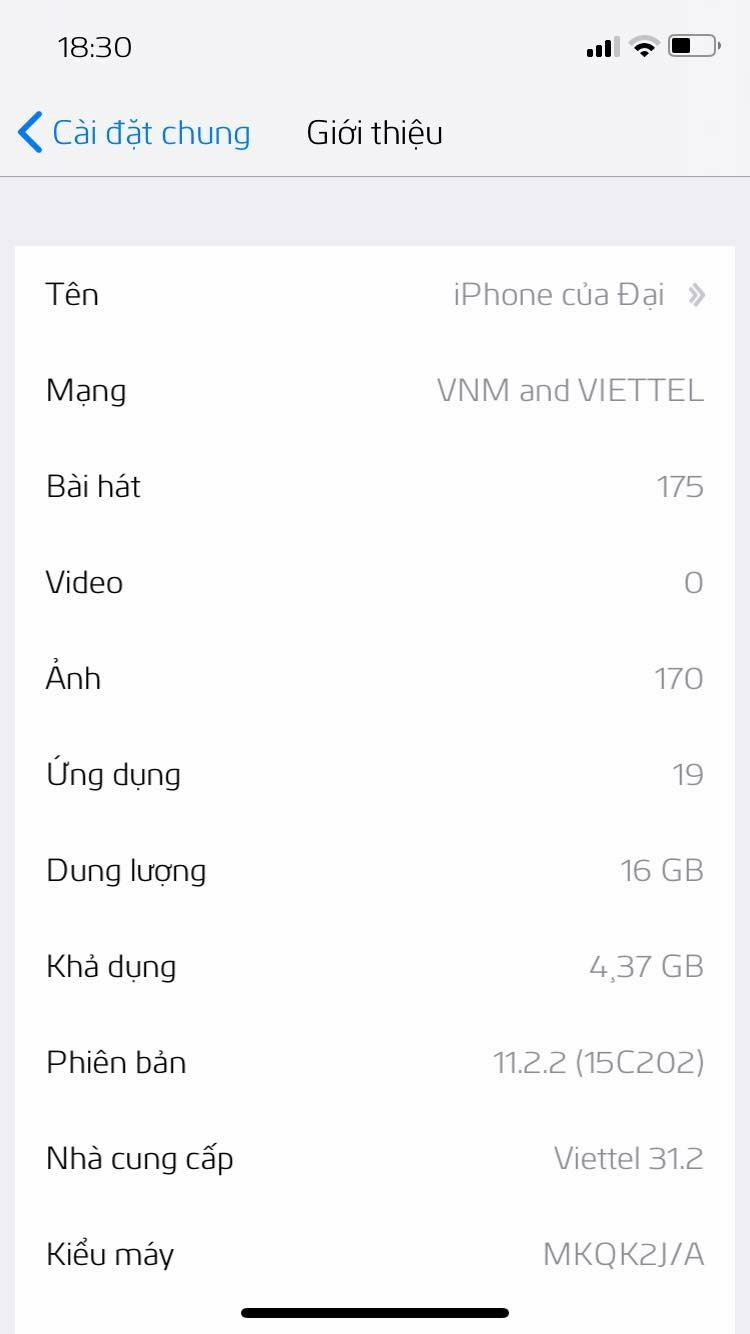 18:30
Cài đặt chung Giới thiệu
Tên iPhone của Đại
Mạng VNM and VIETTEL
Bài hát 175
Video 0
Ảnh 170
Ứng dụng 19
Dung lượng 16 GB
Khả dụng 4,37 GB
Phiên bản 11.2.2 (15C202)
Nhà cung cấp Viettel 31.2
Kiểu máy MKQK2J/A